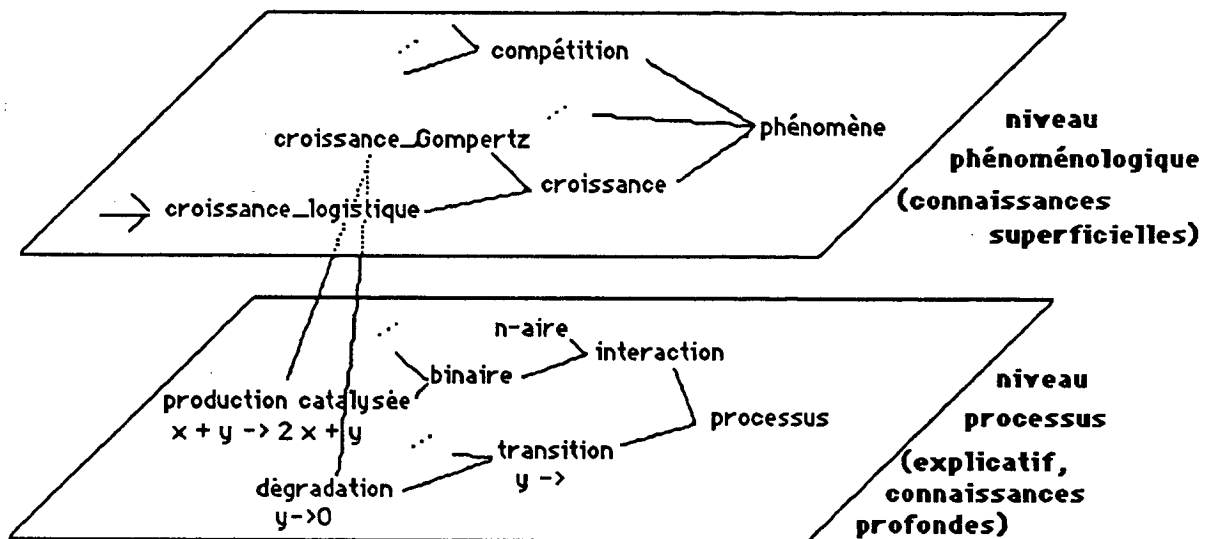 compétition
croissance_Gompertz
phénomène
croissance
croissance_logistique
niveau
phénoménologique
(connaissances
superficielles)
n-aire
interaction
binaire
production catalysée
x + y -> 2 x + y
processus
transition
y ->
dégradation
y->0
niveau
processus
(explicatif,
connaissances
profondes)